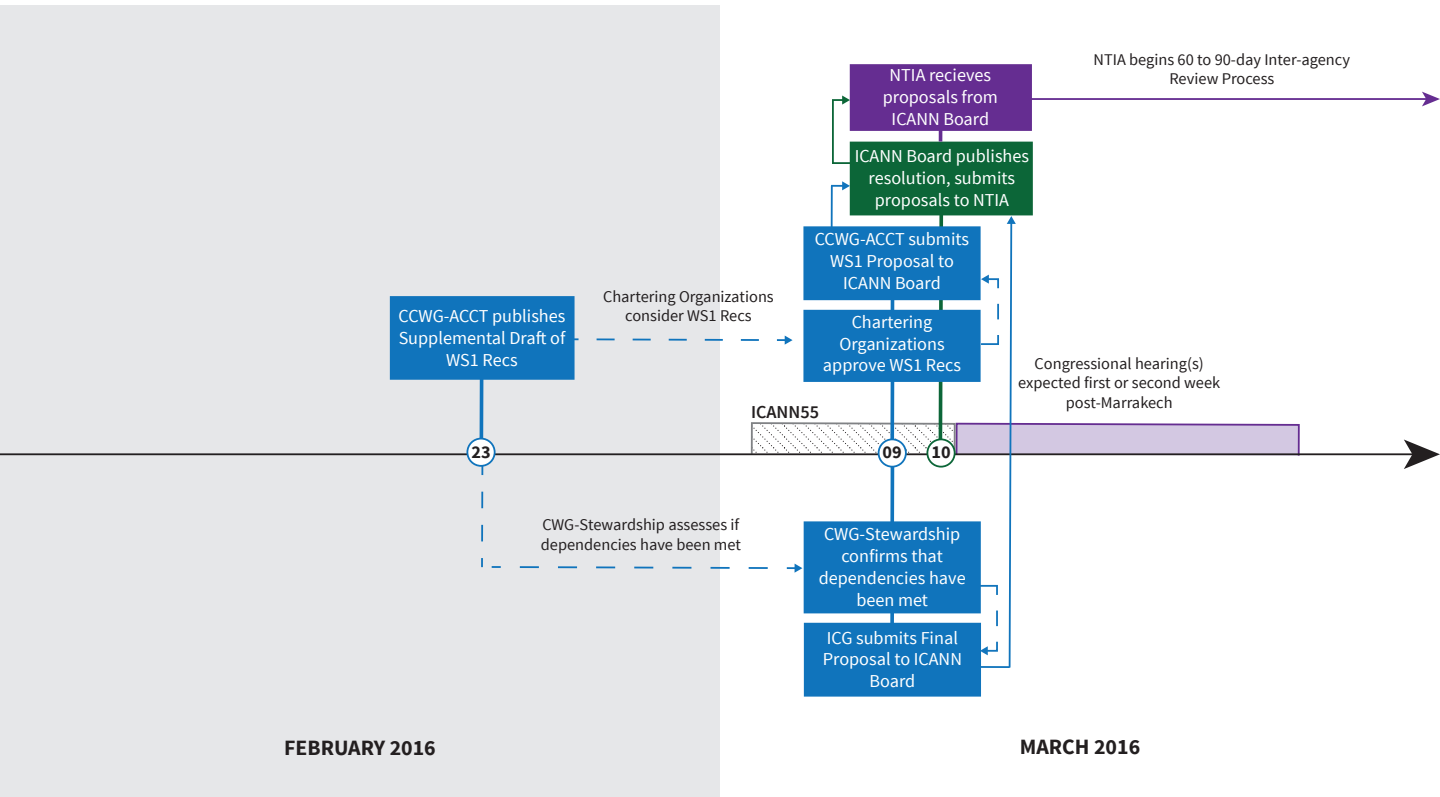 NTIA begins 60 to 90-day Inter-agency
Review Process
NTIA recieves
proposals from
ICANN Board
ICANN Board publishes
resolution, submits
proposals to NTIA
CCWG-ACCT submits
WS1 Proposal to
ICANN Board
Chartering Organizations
consider WS1 Recs
CCWG-ACCT publishes
Supplemental Draft of
WS1 Recs
Chartering
Organizations
approve WS1 Recs
Congressional hearing(s)
expected first or second week
post-Marrakech
ICANN55
23
09
10
CWG-Stewardship assesses if
dependencies have been met
CWG-Stewardship
confirms that
dependencies have
been met
ICG submits Final
Proposal to ICANN
Board
FEBRUARY 2016
MARCH 2016